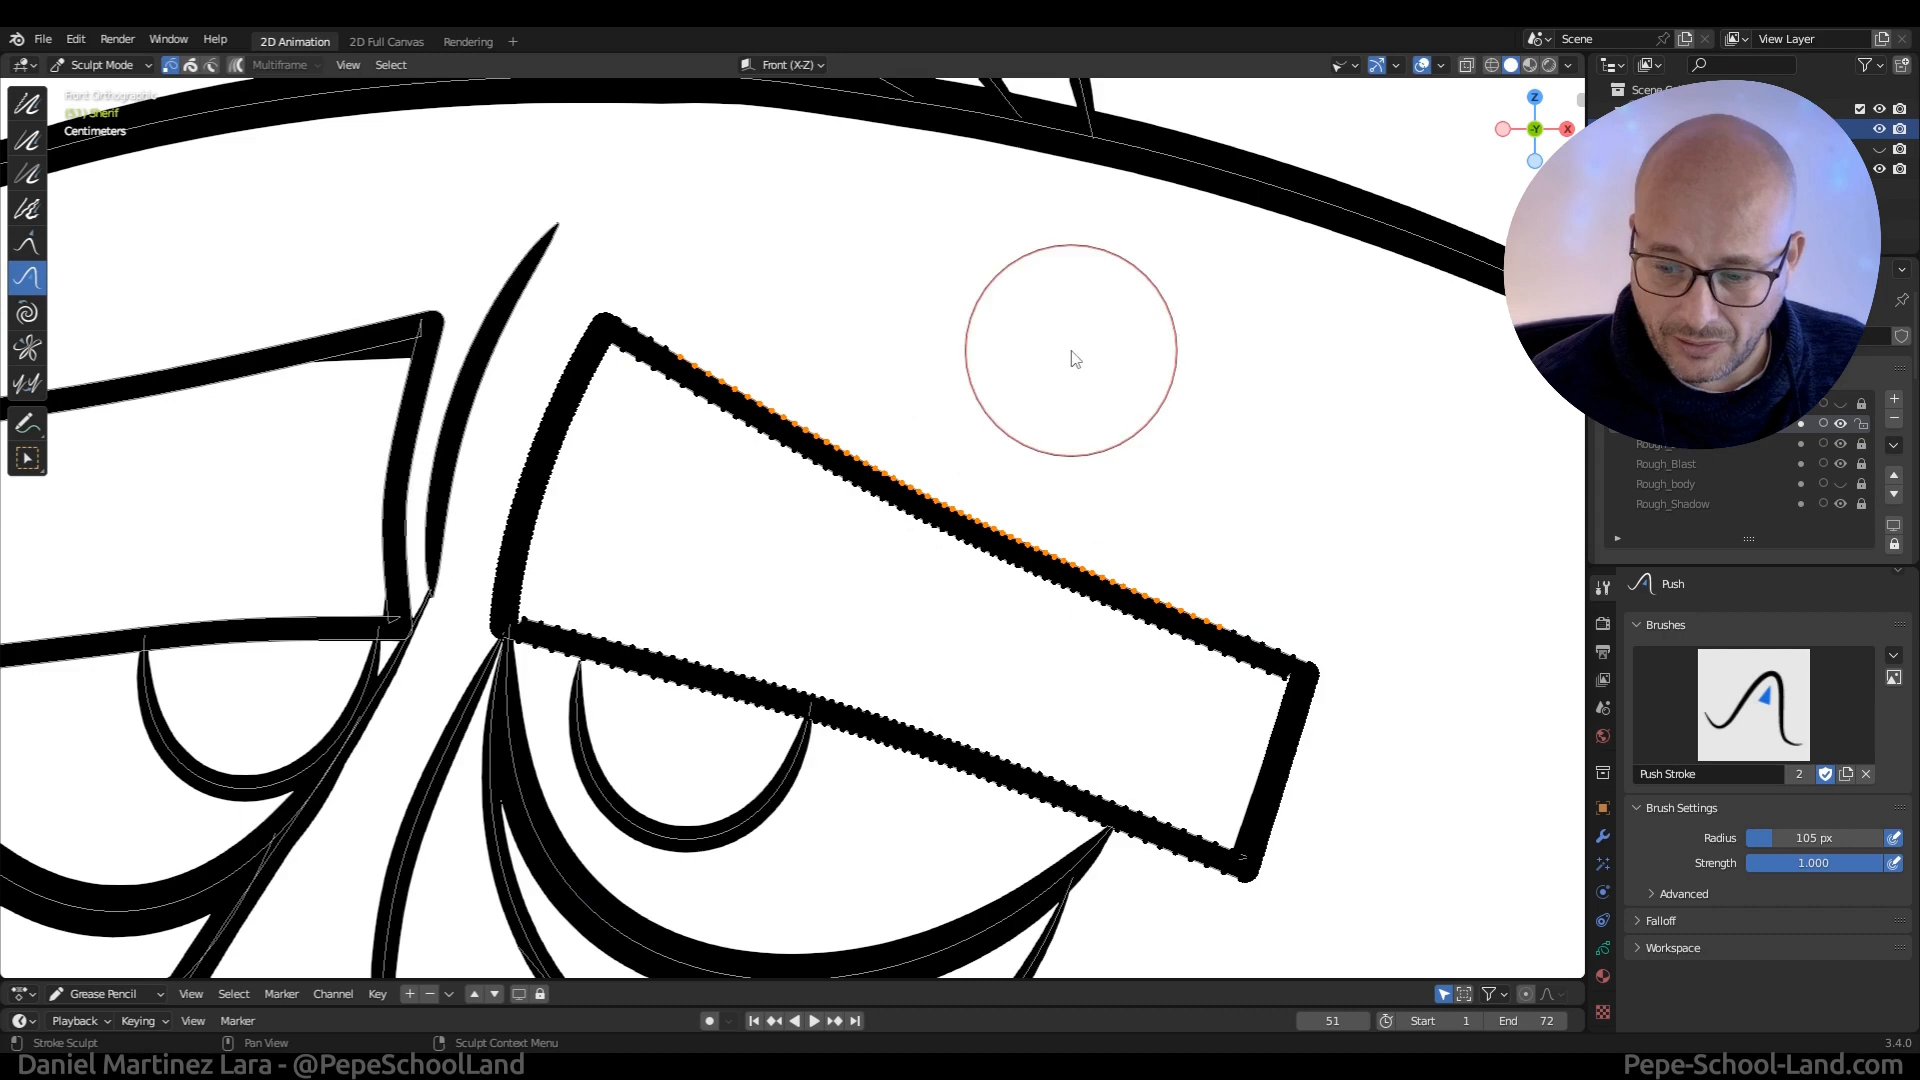 File Edit Render Window Help 2D Animation 2D Full Canvas Rendering + Scene View Layer
Sculpt Mode Multiframe View Select Front (X-Z)
Front Orthographic
Centimeters
Z
-Y X
Rough_Blast
Rough_body
Rough_Shadow
Push
Brushes
Push Stroke 2
Brush Settings
Radius 105 px
Strength 1.000
Advanced
Falloff
Workspace
Grease Pencil View Select Marker Channel Key
Playback Keying View Marker 51 Start 1 End 72
Stroke Sculpt Pan View Sculpt Context Menu 3.4.0
Daniel Martinez Lara - @PepeSchoolLand Pepe-School-Land.com